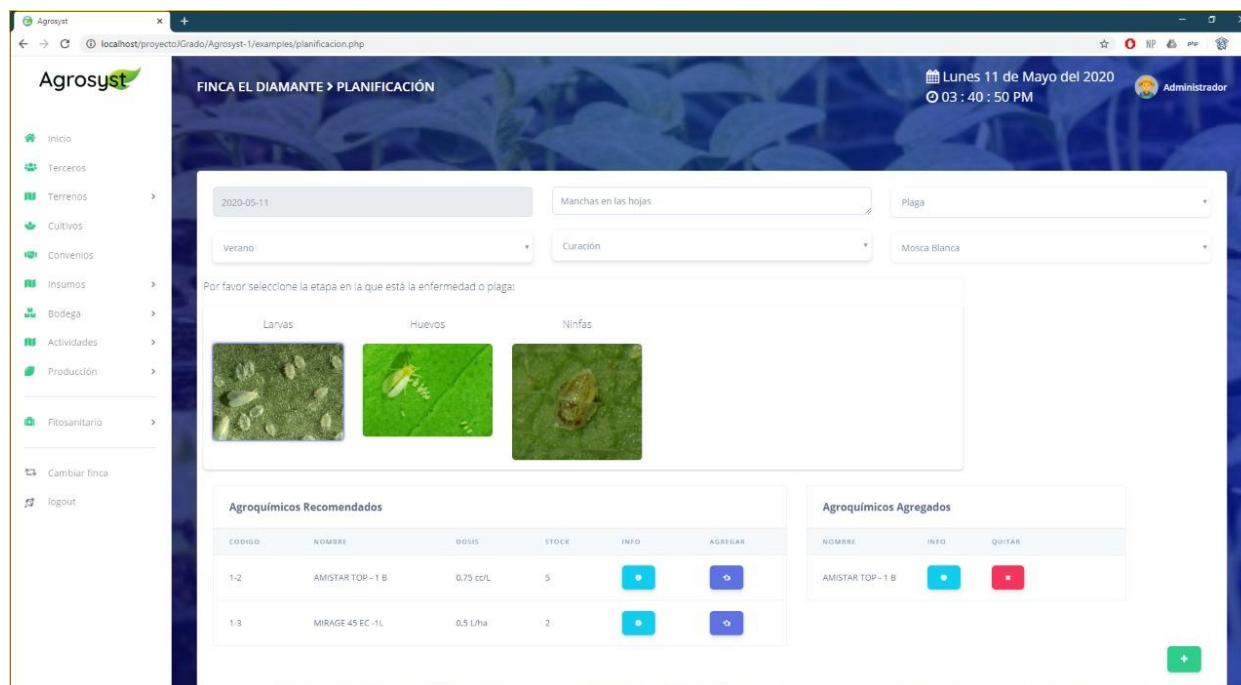 Agrosyst
localhost/proyectoJGrado/Agrosyst-1/examples/planificacion.php
NP
php
Agrosyst
FINCA EL DIAMANTE > PLANIFICACIÓN
Lunes 11 de Mayo del 2020
03 : 40 : 50 PM
Administrador
Inicio
Terceros
Terrenos
Cultivos
Convenios
Insumos
Bodega
Actividades
Producción
Fitosanitario
Cambiar finca
logout
2020-05-11
Manchas en las hojas
Plaga
Verano
Curación
Mosca Blanca
Por favor seleccione la etapa en la que está la enfermedad o plaga:
Larvas Huevos Ninfas
Agroquímicos Recomendados
CODIGO NOMBRE DOSIS STOCK INFO AGREGAR
1-2 AMISTAR TOP - 1 B 0.75 cc/L 5
1-3 MIRAGE 45 EC -1L 0,5 L/ha 2
Agroquímicos Agregados
NOMBRE INFO QUITAR
AMISTAR TOP - 1 B